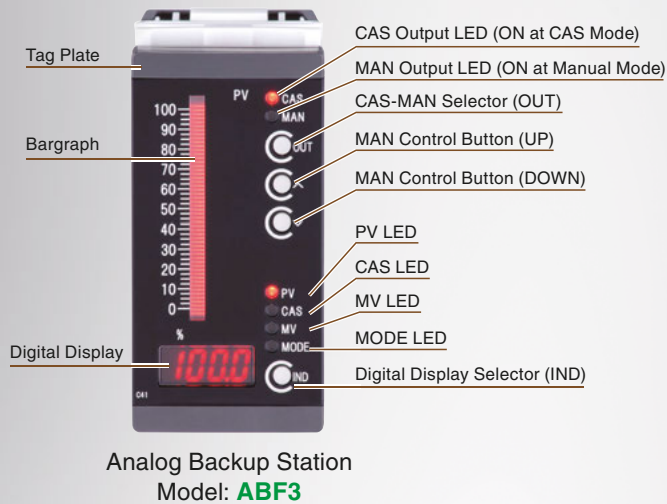 CAS Output LED (ON at CAS Mode)
Tag Plate
MAN Output LED (ON at Manual Mode)
PV
CAS
MAN
CAS-MAN Selector (OUT)
OUT
MAN Control Button (UP)
Bargraph
MAN Control Button (DOWN)
100
90
80
70
60
50
40
30
20
10
0
%
PV LED
CAS LED
MV LED
MODE LED
PV
CAS
MV
MODE
Digital Display
100.0
IND
Digital Display Selector (IND)
C41
Analog Backup Station
Model: ABF3